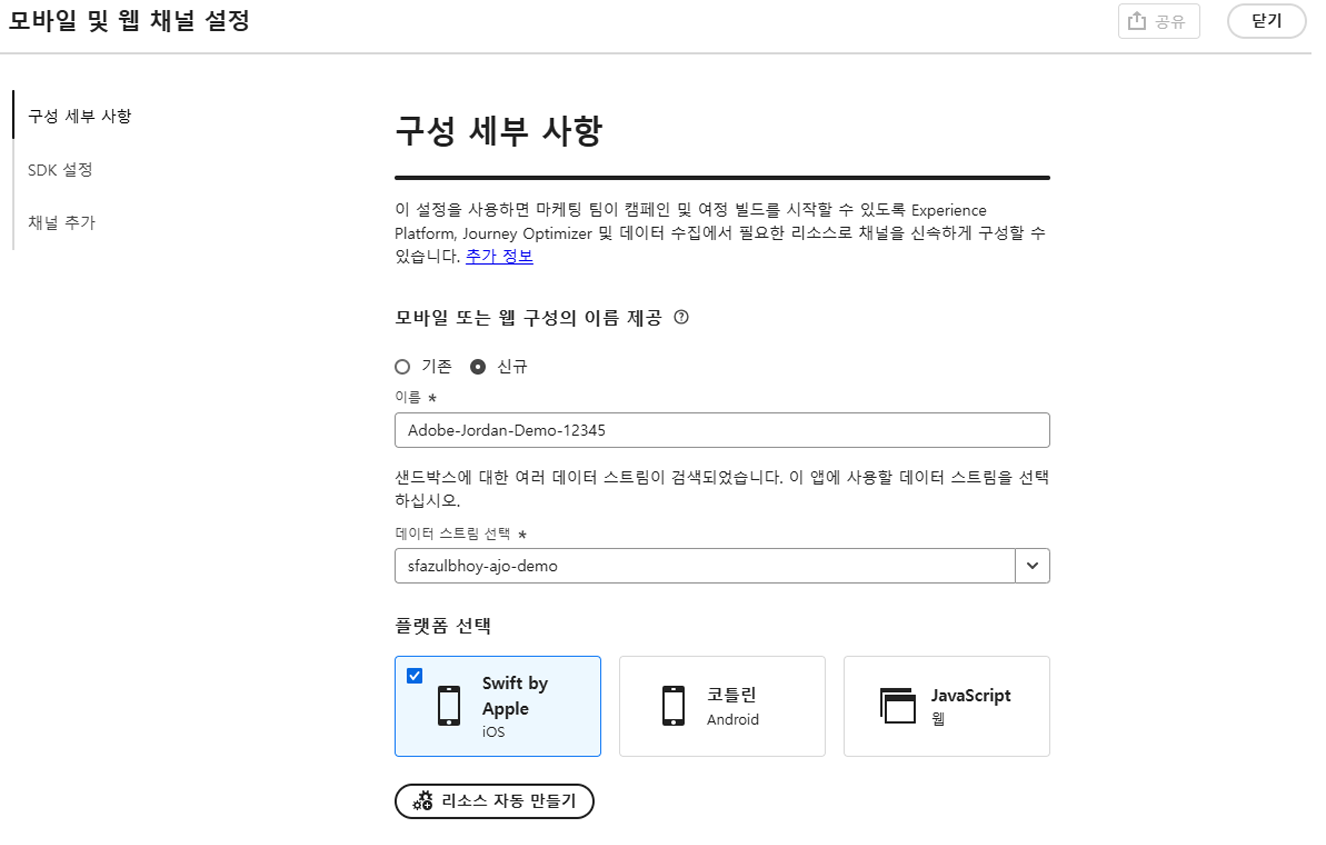 모바일 및 웹 채널 설정
공유
닫기
구성 세부 사항
SDK 설정
채널 추가
구성 세부 사항
이 설정을 사용하면 마케팅 팀이 캠페인 및 여정 빌드를 시작할 수 있도록 Experience
Platform, Journey Optimizer 및 데이터 수집에서 필요한 리소스로 채널을 신속하게 구성할 수
있습니다. 추가 정보
모바일 또는 웹 구성의 이름 제공
기존 신규
이름 *
Adobe-Jordan-Demo-12345
샌드박스에 대한 여러 데이터 스트림이 검색되었습니다. 이 앱에 사용할 데이터 스트림을 선택
하십시오.
데이터 스트림 선택 *
sfazulbhoy-ajo-demo
플랫폼 선택
Swift by
Apple
iOS
코틀린
Android
JavaScript
웹
리소스 자동 만들기